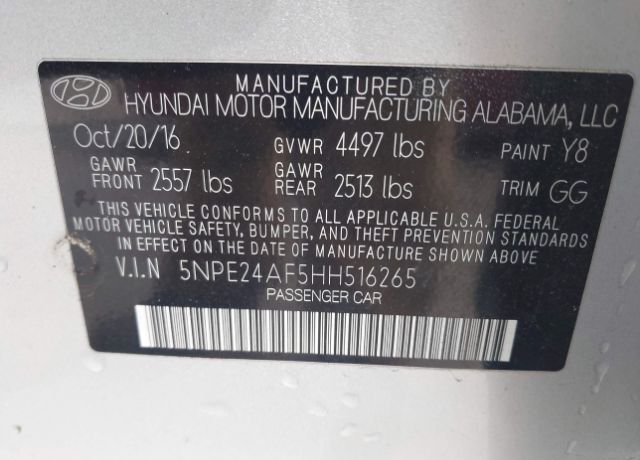 MANUFACTURED BY
HYUNDAI MOTOR MANUFACTURING ALABAMA, LLC
Oct/20/16 GVWR 4497 lbs PAINT Y8
GAWR FRONT 2557 lbs GAWR REAR 2513 lbs TRIM GG
THIS VEHICLE CONFORMS TO ALL APPLICABLE U.S.A. FEDERAL
MOTOR VEHICLE SAFETY, BUMPER, AND THEFT PREVENTION STANDARDS
IN EFFECT ON THE DATE OF MANUFACTURE SHOWN ABOVE
V.I.N 5NPE24AF5HH516265
PASSENGER CAR